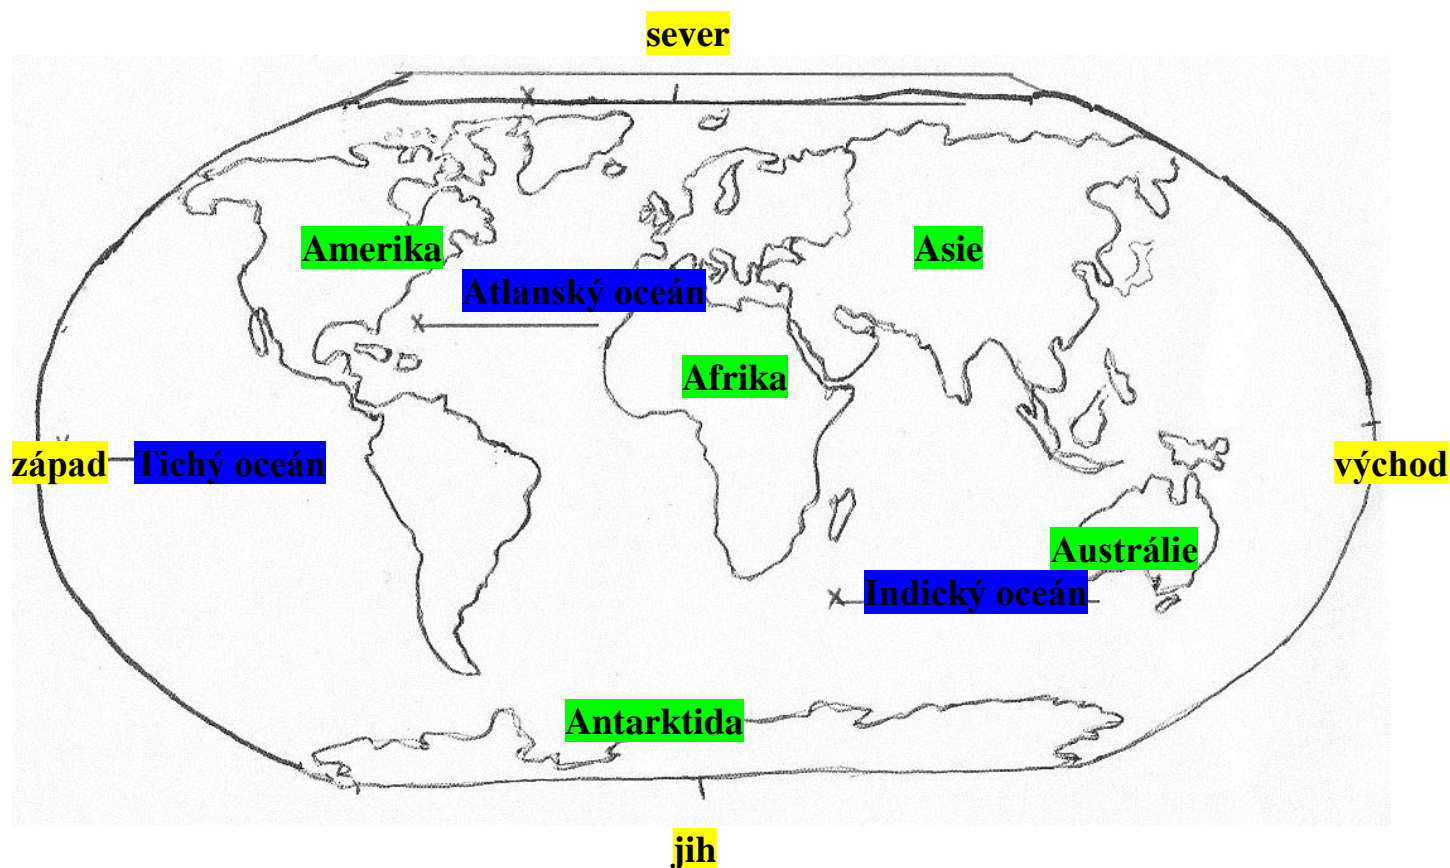 sever
Amerika
Asie
Atlanský oceán
Afrika
západ
Tichý oceán
východ
Austrálie
Indický oceán
Antarktida
jih